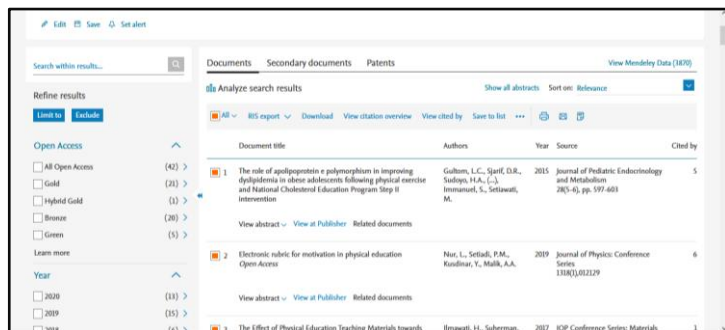 Edit Save Set alert
Search within results...
Refine results
Limit to Exclude
Open Access
All Open Access (42)
Gold (21)
Hybrid Gold (1)
Bronze (20)
Green (5)
Learn more
Year
2020 (13)
2019 (15)
Documents Secondary documents Patents View Mendeley Data (1870)
Analyze search results Show all abstracts Sort on: Relevance
All RIS export Download View citation overview View cited by Save to list ...
Document title Authors Year Source Cited by
1 The role of apolipoprotein e polymorphism in improving Gultom, L.C., Sjarif, D.R., 2015 Journal of Pediatric Endocrinology 5
dyslipidemia in obese adolescents following physical exercise Sudoyo, H.A., (...), and Metabolism
and National Cholesterol Education Program Step II Immanuel, S., Setiawati, 28(5-6), pp. 597-603
intervention M.
View abstract View at Publisher Related documents
2 Electronic rubric for motivation in physical education Nur, L., Setiadi, P.M., 2019 Journal of Physics: Conference 6
Open Access Kusdinar, Y., Malik, A.A. Series
1318(1),012129
View abstract View at Publisher Related documents
3 The Effect of Physical Education Teaching Materials towards Ilmawati, H., Suherman, 2017 IOP Conference Series: Materials 3